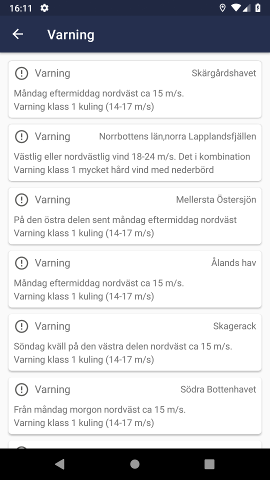 16:11
Varning
Varning Skärgårdshavet
Måndag eftermiddag nordväst ca 15 m/s.
Varning klass 1 kuling (14-17 m/s)
Varning Norrbottens län,norra Lapplandsfjällen
Västlig eller nordvästlig vind 18-24 m/s. Det i kombination
Varning klass 1 mycket hård vind med nederbörd
Varning Mellersta Östersjön
På den östra delen sent måndag eftermiddag nordväst
Varning klass 1 kuling (14-17 m/s)
Varning Ålands hav
Måndag eftermiddag nordväst ca 15 m/s.
Varning klass 1 kuling (14-17 m/s)
Varning Skagerack
Söndag kväll på den västra delen nordväst ca 15 m/s.
Varning klass 1 kuling (14-17 m/s)
Varning Södra Bottenhavet
Från måndag morgon nordväst ca 15 m/s.
Varning klass 1 kuling (14-17 m/s)